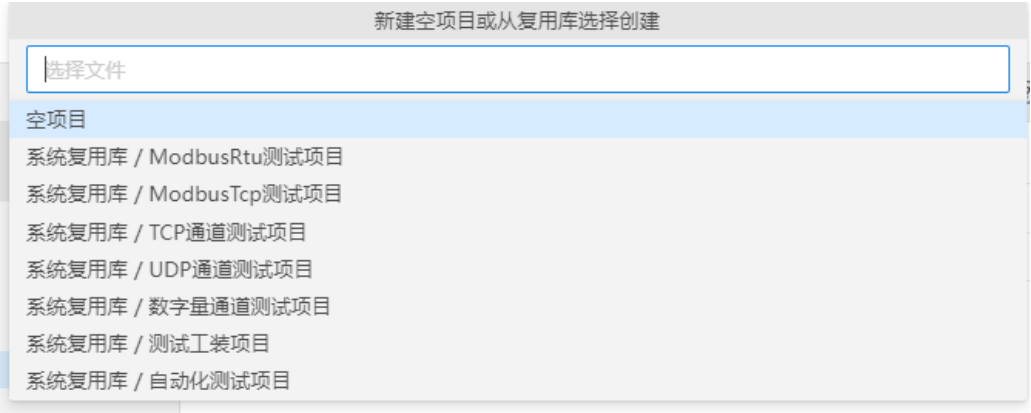 新建空项目或从复用库选择创建
选择文件
空项目
系统复用库 / ModbusRtu测试项目
系统复用库 / ModbusTcp测试项目
系统复用库 / TCP通道测试项目
系统复用库 / UDP通道测试项目
系统复用库 / 数字量通道测试项目
系统复用库 / 测试工装项目
系统复用库 / 自动化测试项目